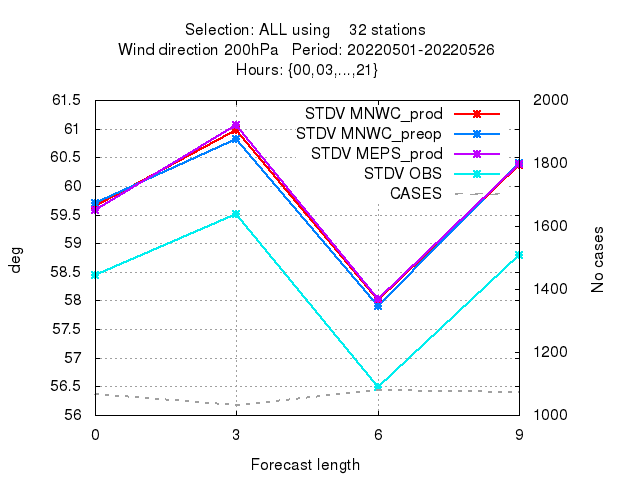 Selection: ALL using 32 stations
Wind direction 200hPa Period: 20220501-20220526
Hours: {00,03,...,21}
61.5
61
60.5
60
59.5
59
58.5
58
57.5
57
56.5
56
deg
STDV MNWC_prod
STDV MNWC_preop
STDV MEPS_prod
STDV OBS
CASES
2000
1800
1600
1400
1200
1000
No cases
0 3 6 9
Forecast length